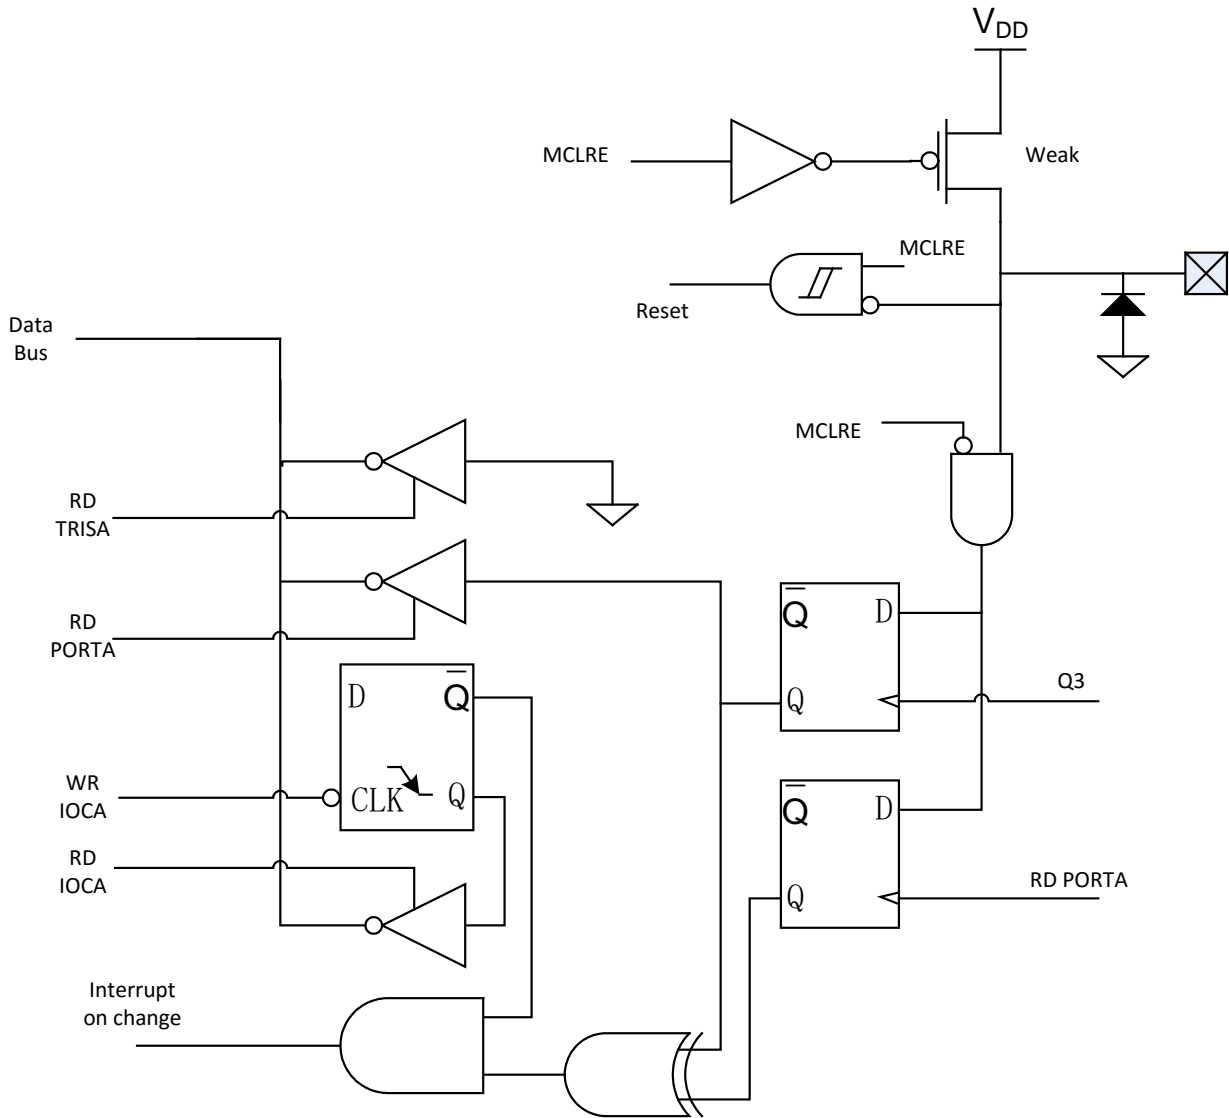 VDD
MCLRE
Weak
MCLRE
Reset
Data
Bus
MCLRE
RD
TRISA
RD
PORTA
Q
D
Q
Q3
D
Q
CLK
Q
WR
IOCA
Q
D
Q
RD PORTA
RD
IOCA
Interrupt
on change